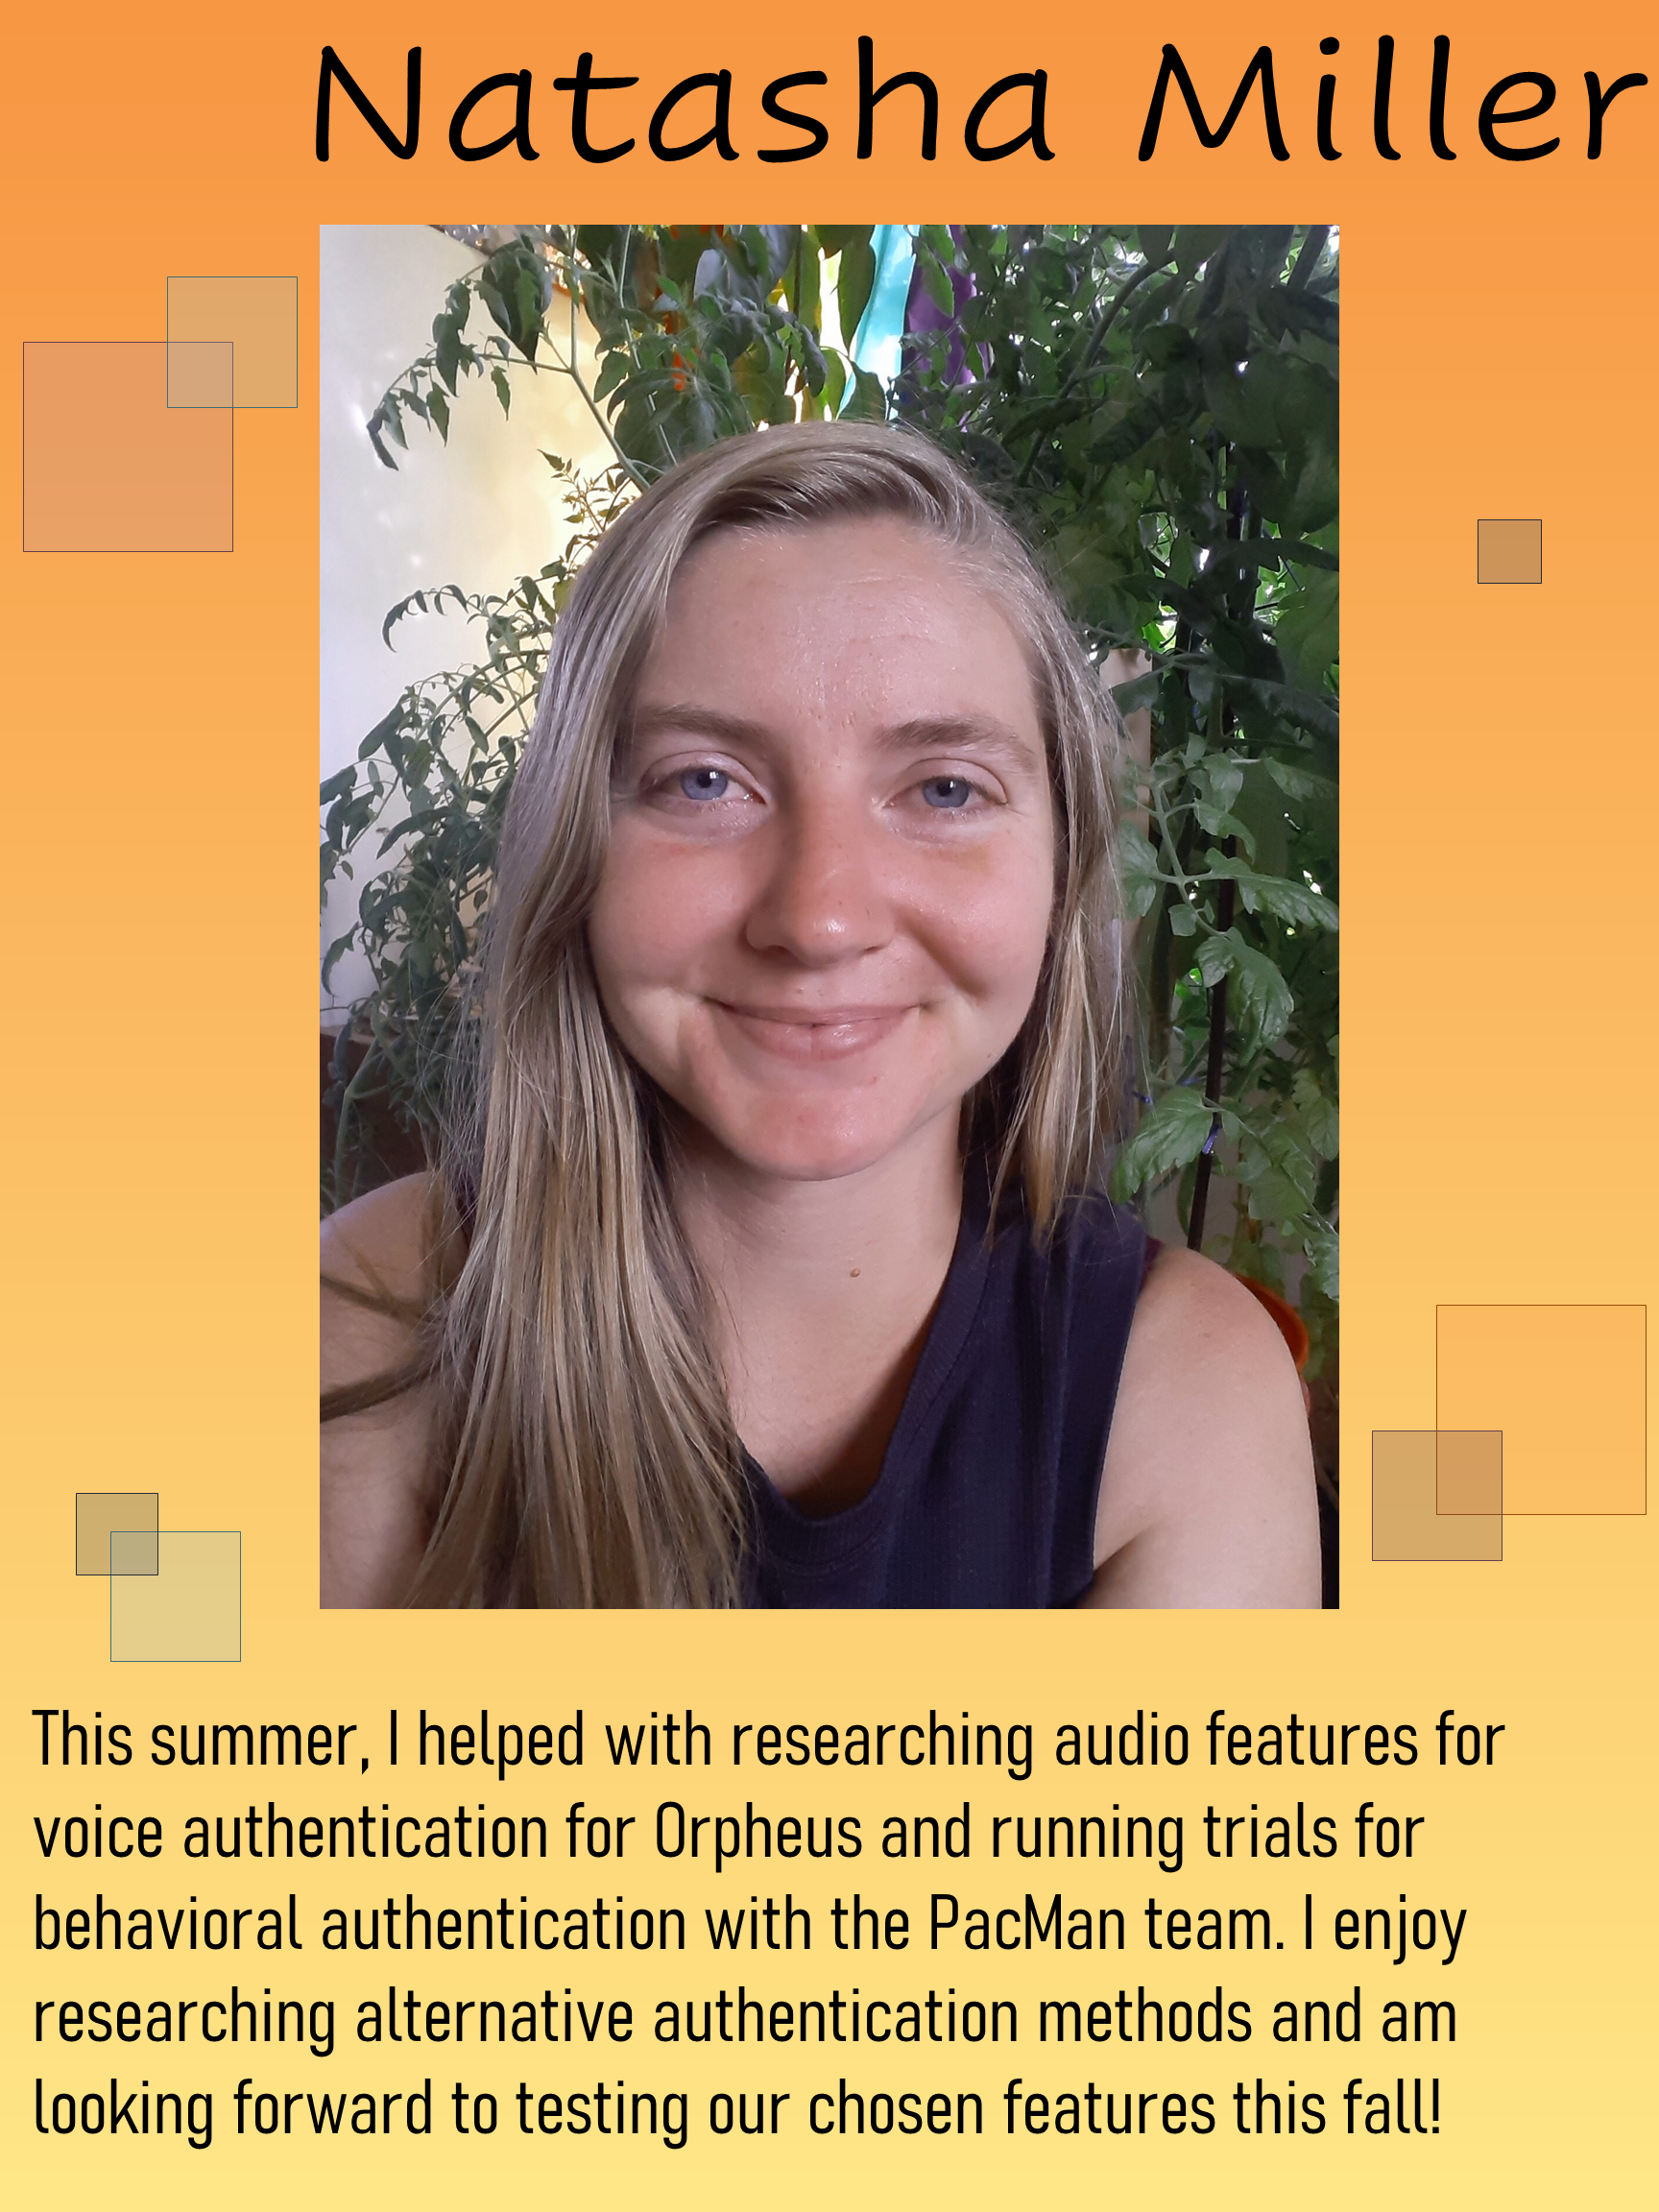 Natasha Miller
This summer, I helped with researching audio features for
voice authentication for Orpheus and running trials for
behavioral authentication with the PacMan team. I enjoy
researching alternative authentication methods and am
looking forward to testing our chosen features this fall!